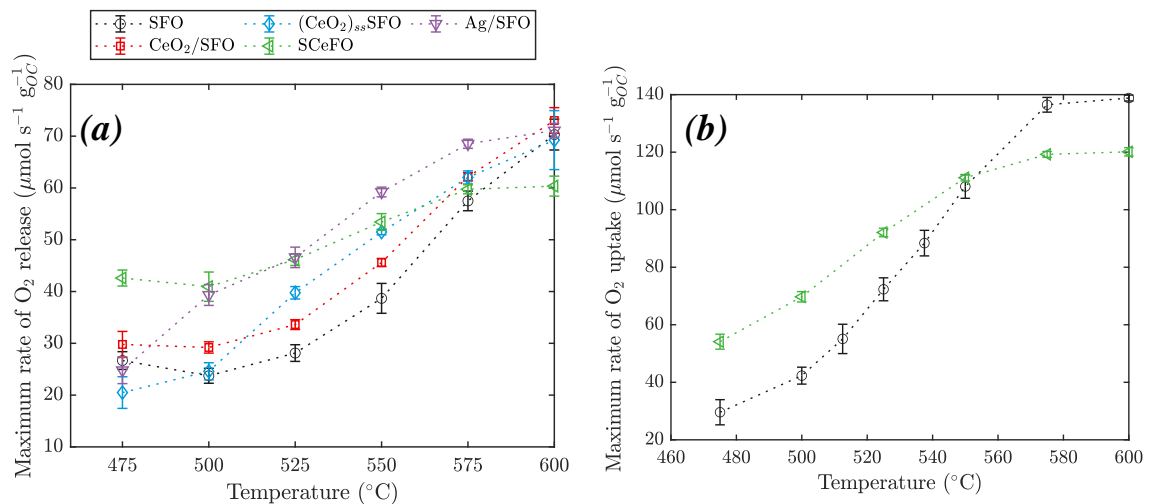 SFO (CeO₂)ₛₛSFO Ag/SFO
CeO₂/SFO SCeFO
(a)
Maximum rate of O₂ release (μmol s⁻¹ g⁻¹_OC)
80
70
60
50
40
30
20
10
475 500 525 550 575 600
Temperature (°C)
(b)
Maximum rate of O₂ uptake (μmol s⁻¹ g⁻¹_OC)
140
120
100
80
60
40
20
460 480 500 520 540 560 580 600
Temperature (°C)